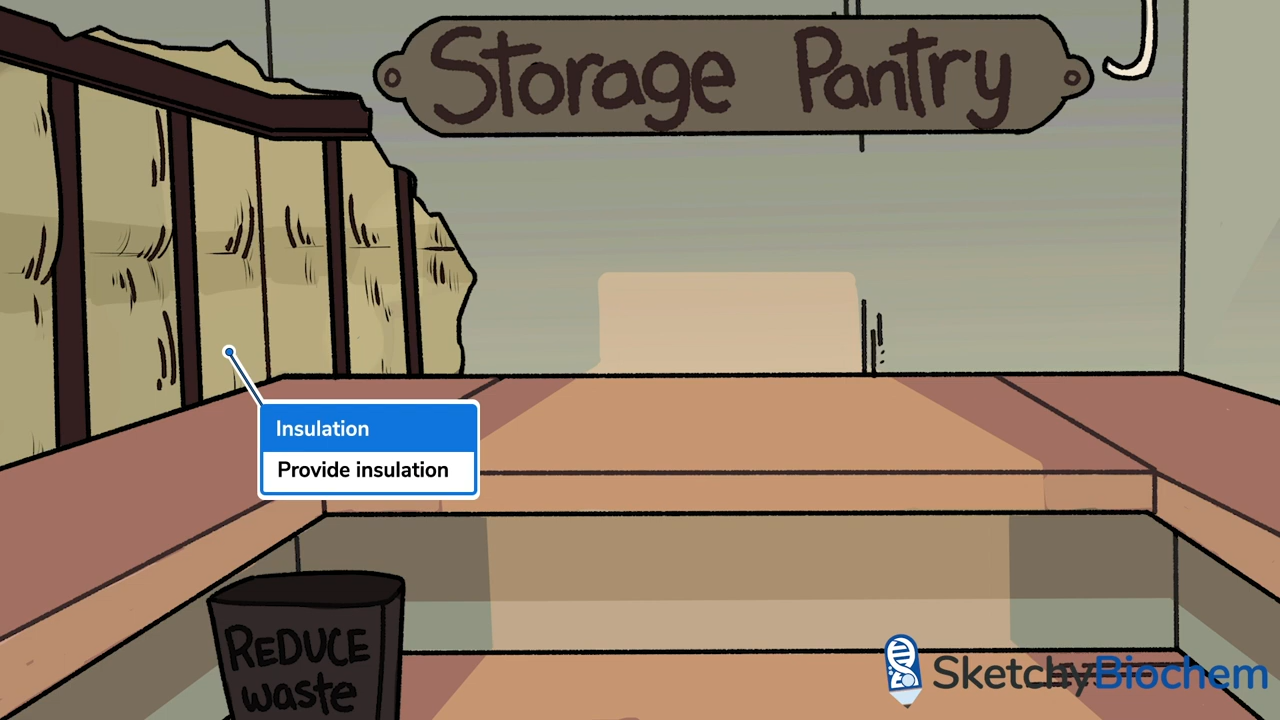 Storage Pantry
Insulation
Provide insulation
REDUCE
waste
SketchyBiochem